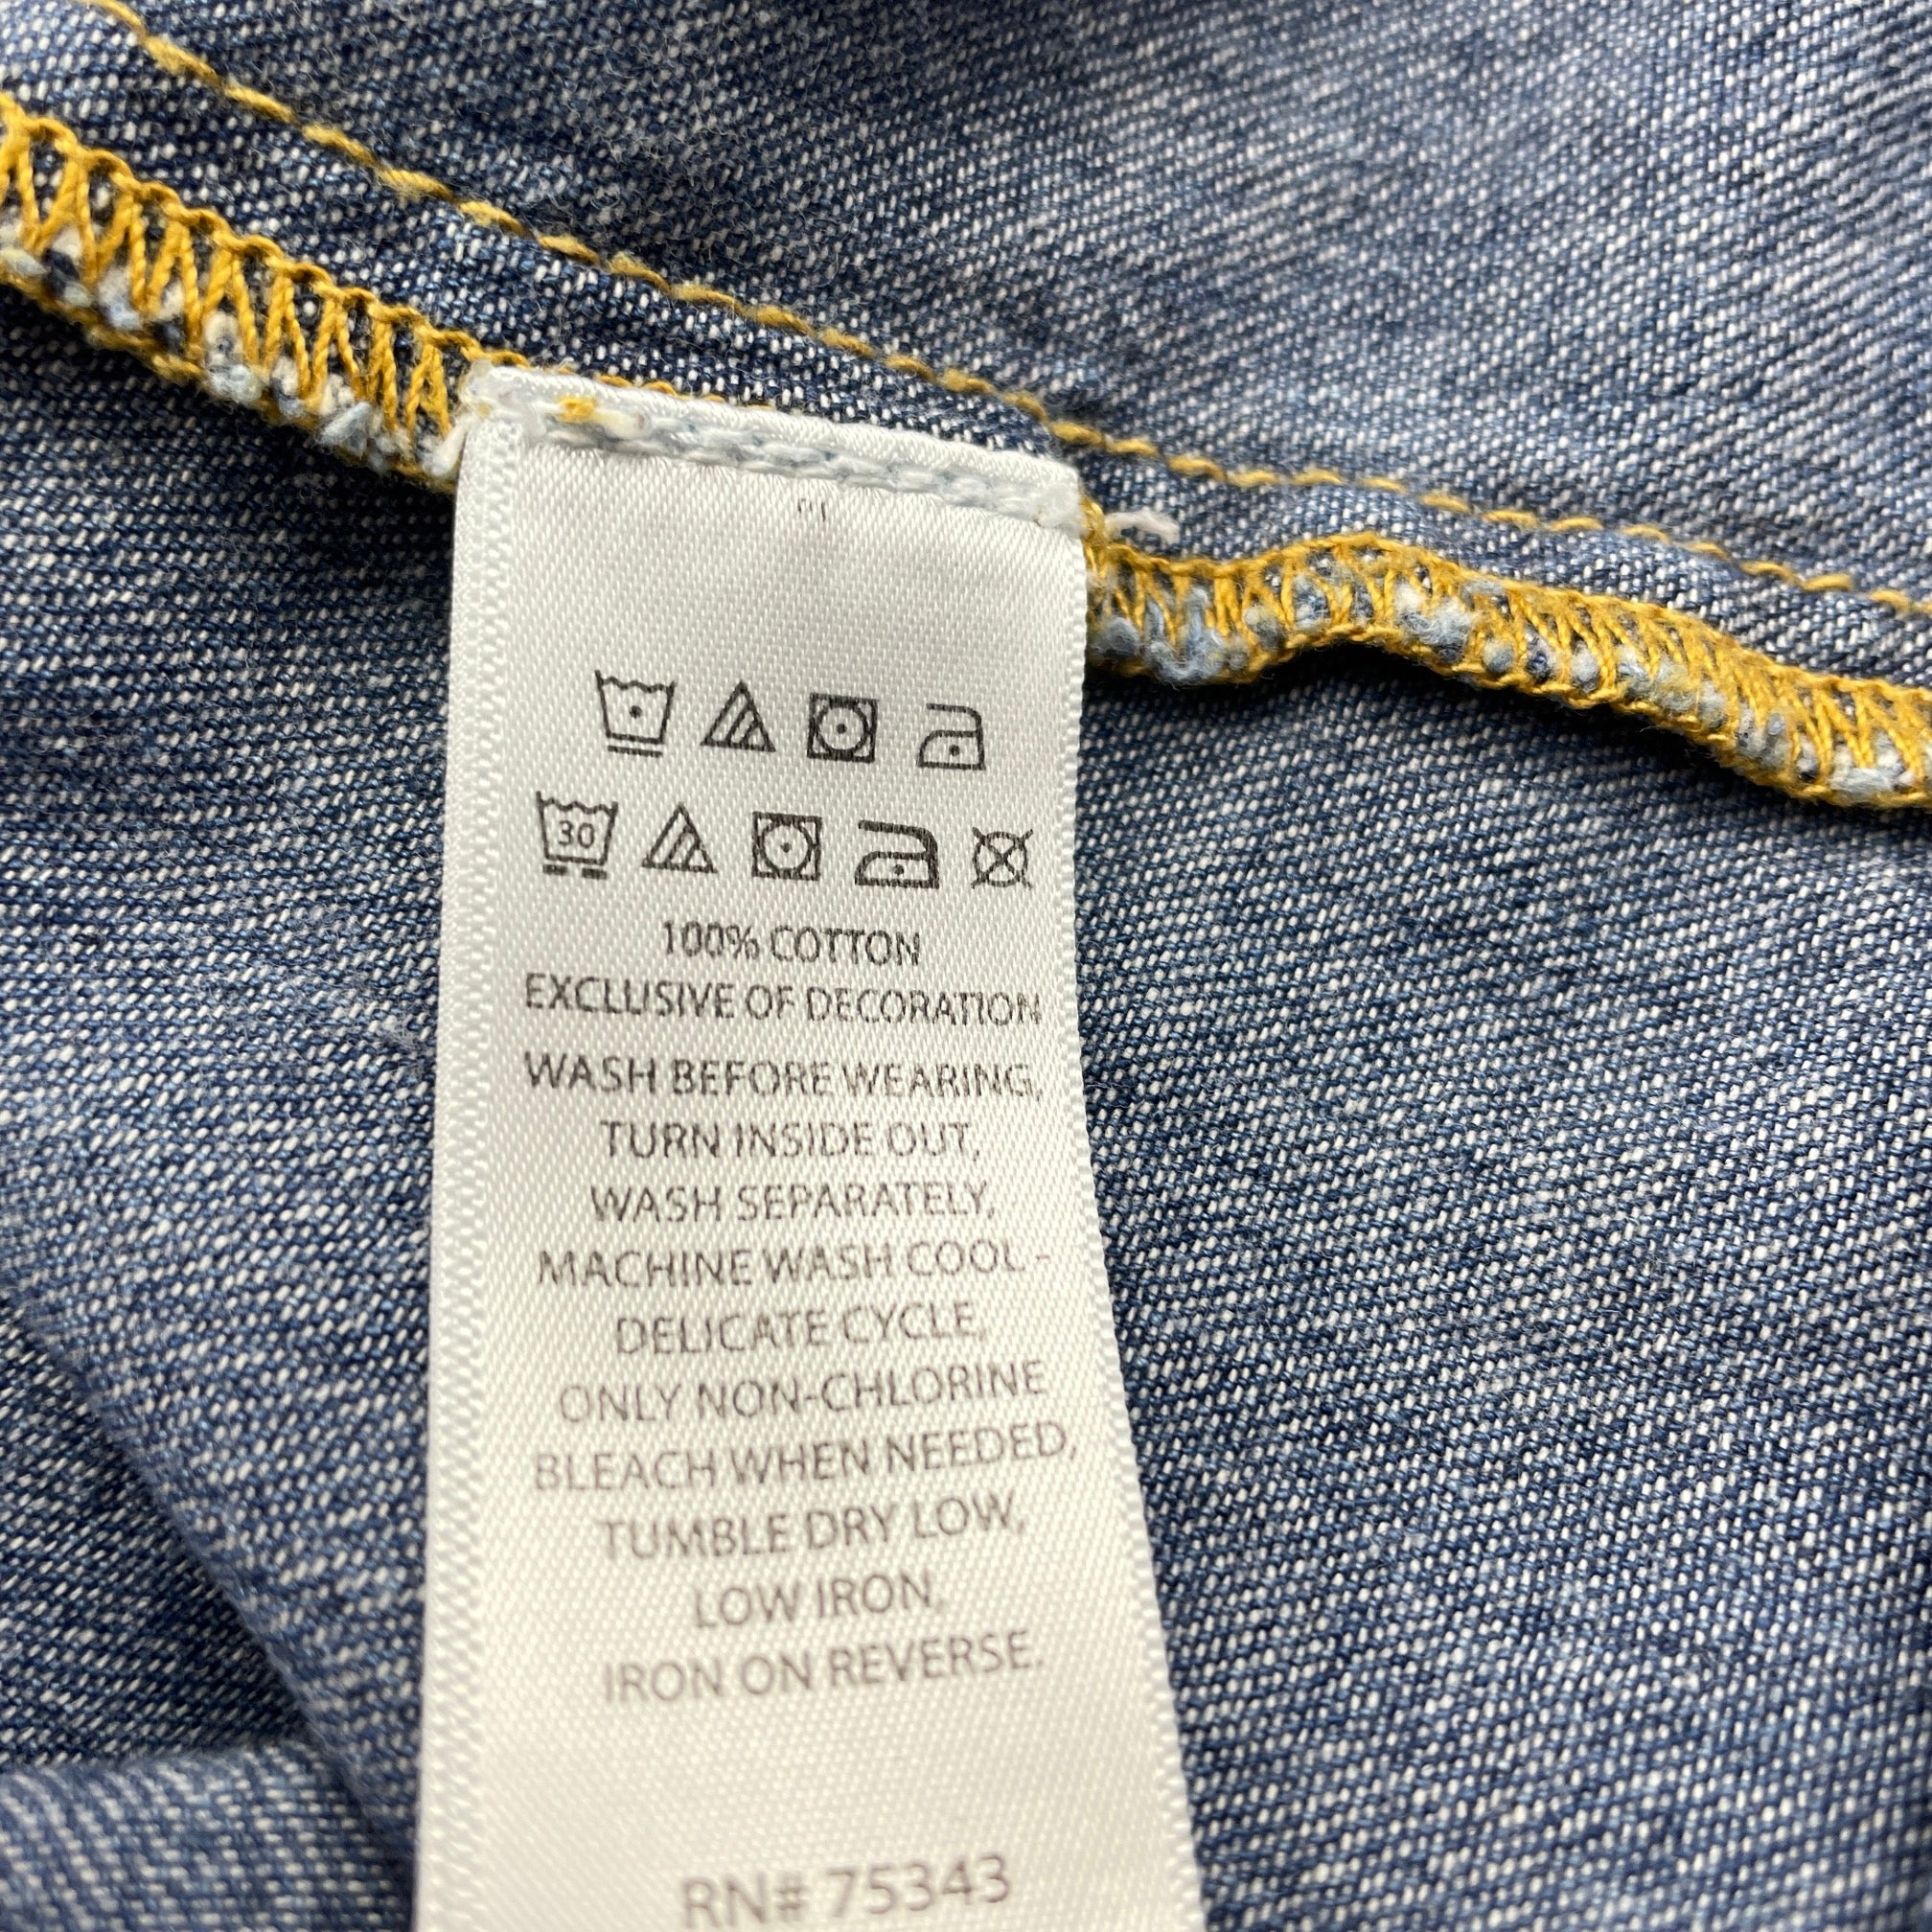 30
100% COTTON
EXCLUSIVE OF DECORATION
WASH BEFORE WEARING,
TURN INSIDE OUT,
WASH SEPARATELY,
MACHINE WASH COOL -
DELICATE CYCLE,
ONLY NON-CHLORINE
BLEACH WHEN NEEDED,
TUMBLE DRY LOW,
LOW IRON,
IRON ON REVERSE.
RN# 75343